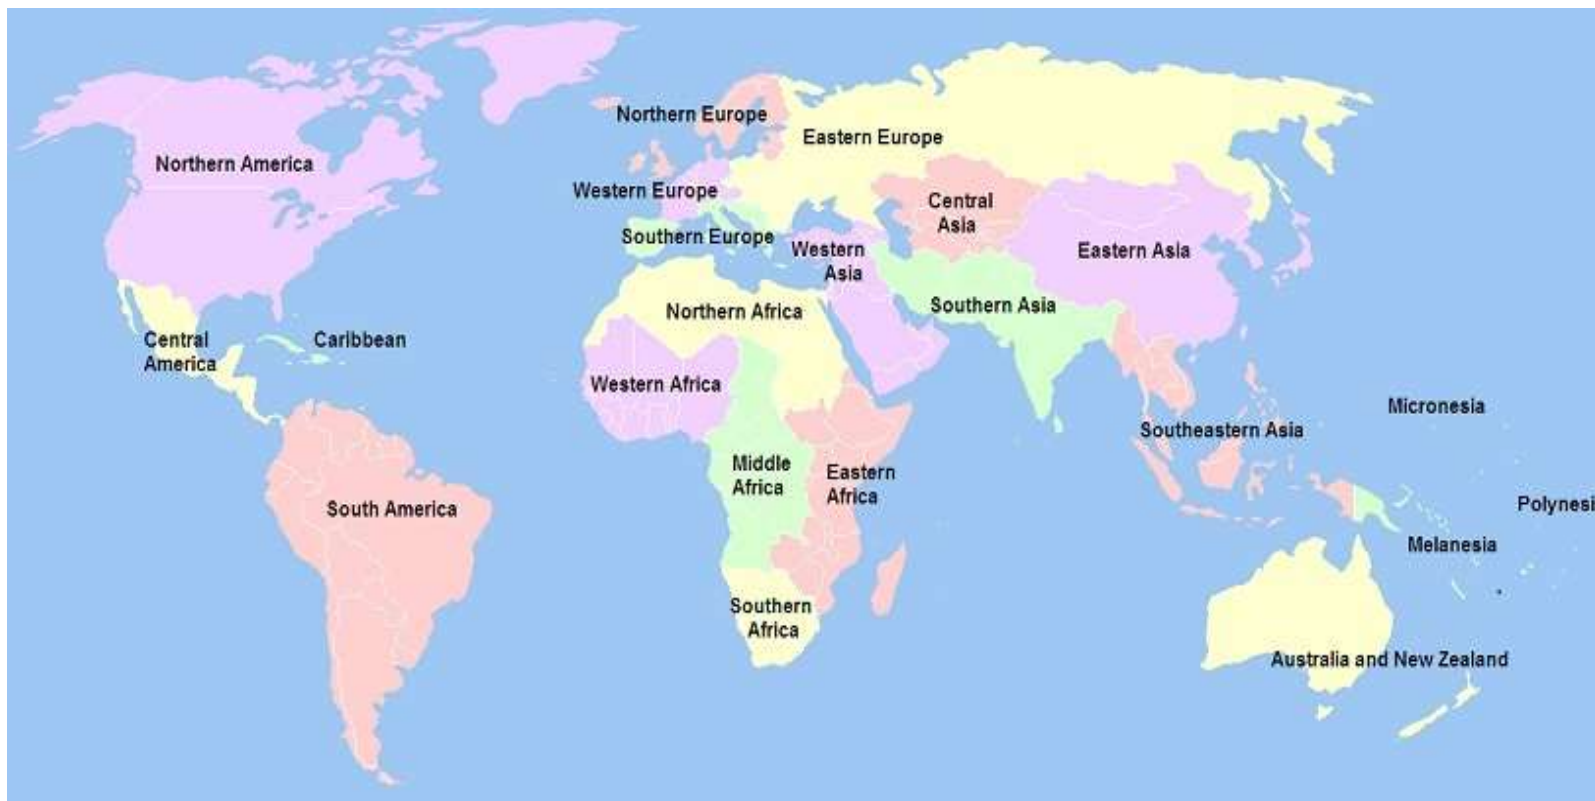 Northern Europe
Eastern Europe
Northern America
Western Europe
Central
Asia
Southern Europe
Western
Asia
Eastern Asia
Southern Asia
Northern Africa
Central
America
Caribbean
Western Africa
Micronesia
Southeastern Asia
Middle
Africa
Eastern
Africa
South America
Polynesi
Melanesia
Southern
Africa
Australia and New Zealand